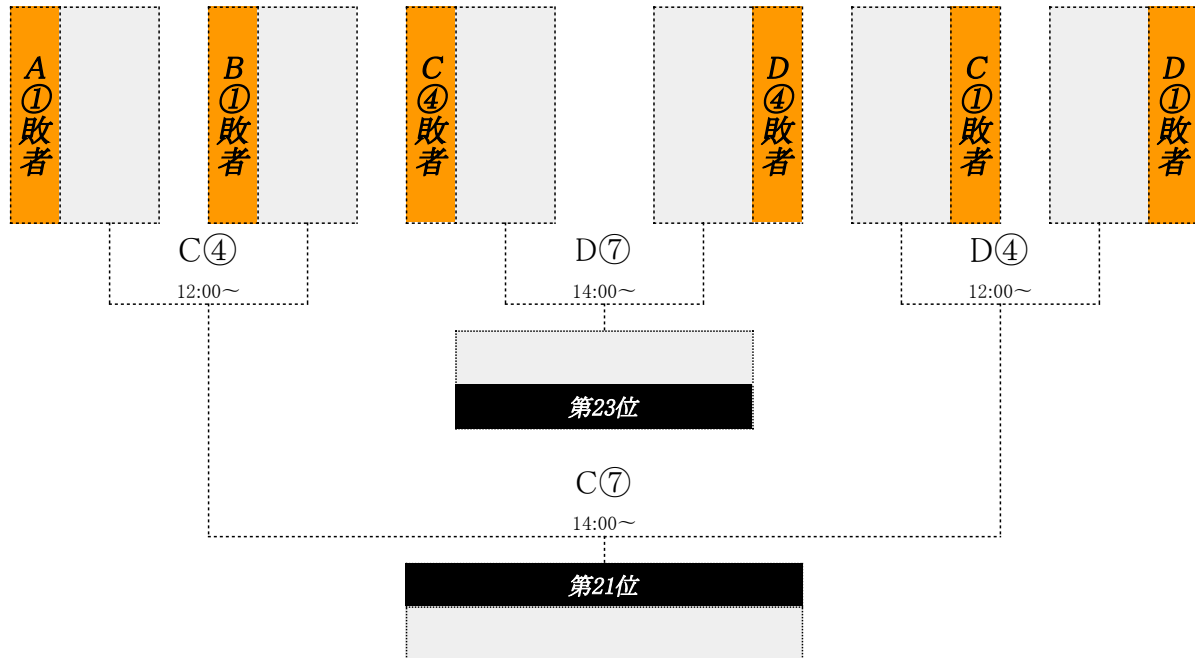 A①敗者
B①敗者
C④敗者
D④敗者
C①敗者
D①敗者
C④
12:00～
D⑦
14:00～
D④
12:00～
第23位
C⑦
14:00～
第21位